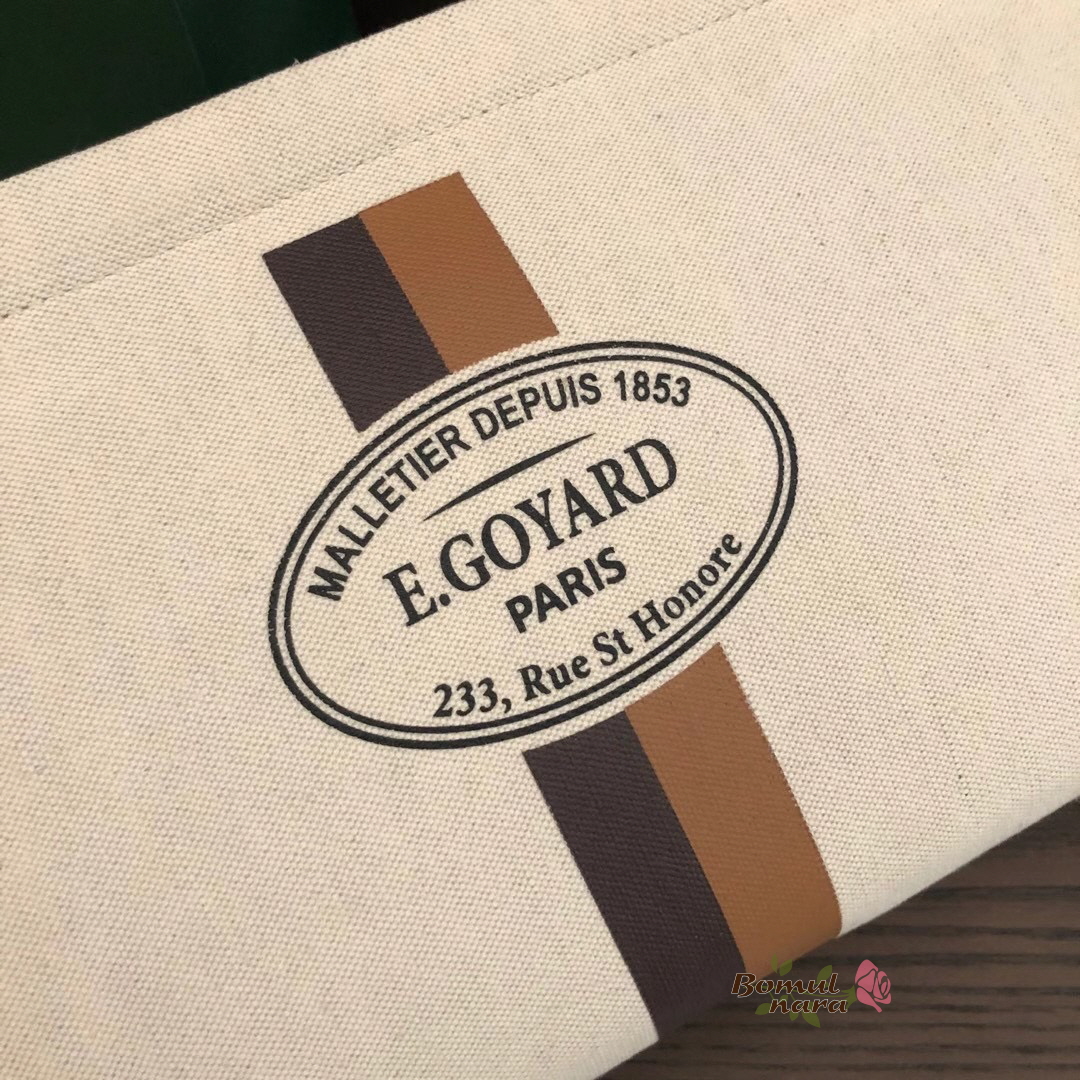 MALLETIER DEPUIS 1853
E.GOYARD
PARIS
233, Rue St Honore
Bomul
nara